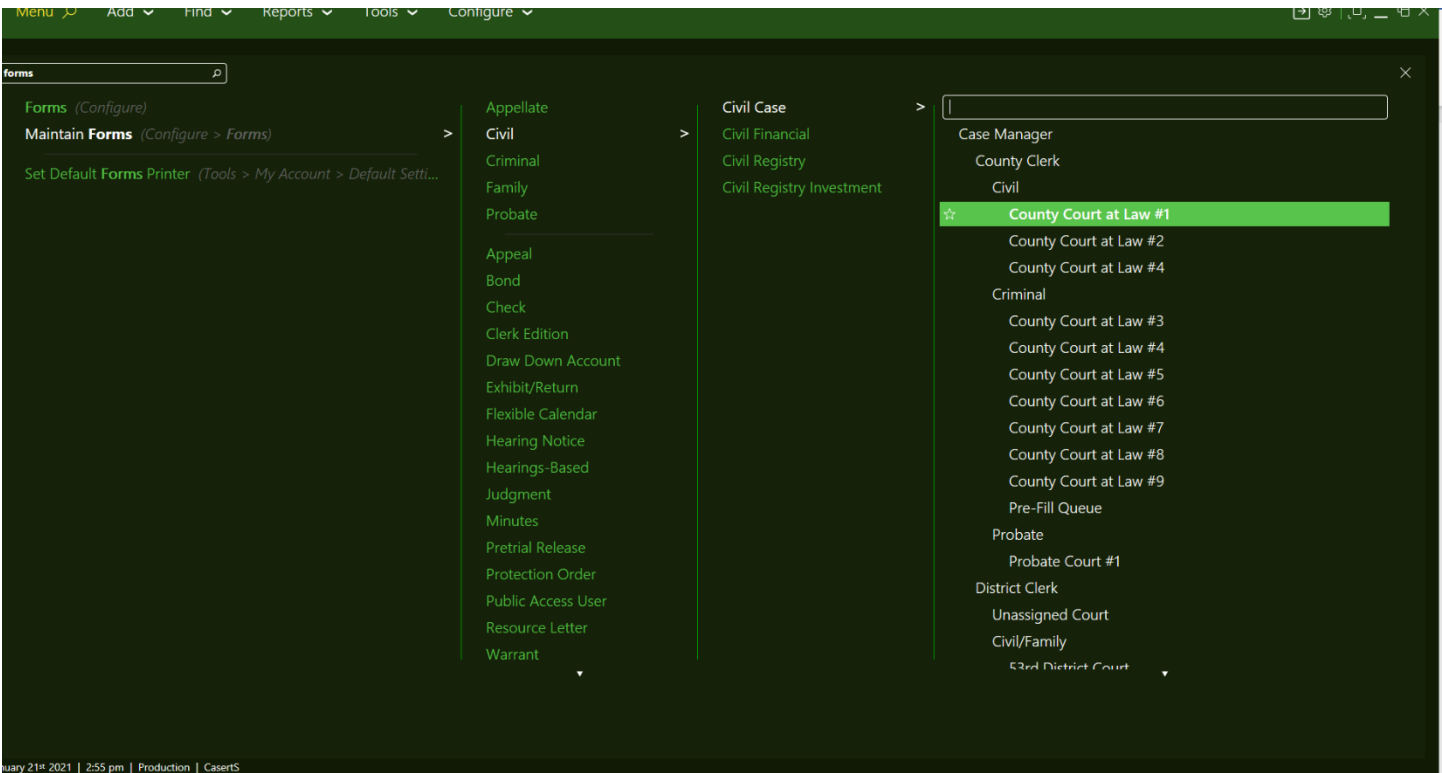 Menu Add Find Reports Tools Configure
forms
Forms (Configure)
Maintain Forms (Configure > Forms) >
Set Default Forms Printer (Tools > My Account > Default Setti...
Appellate
Civil >
Criminal
Family
Probate
Appeal
Bond
Check
Clerk Edition
Draw Down Account
Exhibit/Return
Flexible Calendar
Hearing Notice
Hearings-Based
Judgment
Minutes
Pretrial Release
Protection Order
Public Access User
Resource Letter
Warrant
Civil Case >
Civil Financial
Civil Registry
Civil Registry Investment
Case Manager
County Clerk
Civil
County Court at Law #1
County Court at Law #2
County Court at Law #4
Criminal
County Court at Law #3
County Court at Law #4
County Court at Law #5
County Court at Law #6
County Court at Law #7
County Court at Law #8
County Court at Law #9
Pre-Fill Queue
Probate
Probate Court #1
District Clerk
Unassigned Court
Civil/Family
53rd District Court
nuary 21st 2021 | 2:55 pm | Production | CasertS